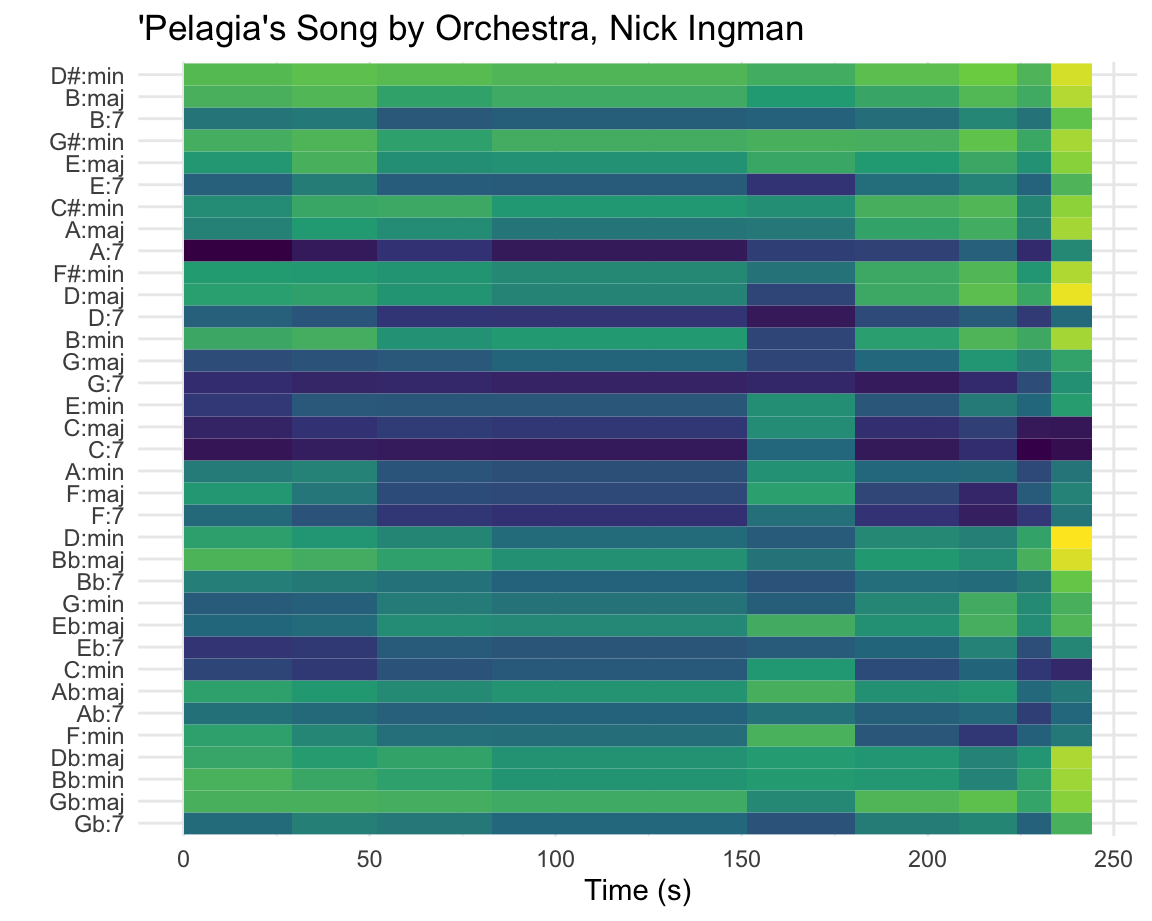 'Pelagia's Song by Orchestra, Nick Ingman
D#:min
B:maj
B:7
G#:min
E:maj
E:7
C#:min
A:maj
A:7
F#:min
D:maj
D:7
B:min
G:maj
G:7
E:min
C:maj
C:7
A:min
F:maj
F:7
D:min
Bb:maj
Bb:7
G:min
Eb:maj
Eb:7
C:min
Ab:maj
Ab:7
F:min
Db:maj
Bb:min
Gb:maj
Gb:7
0 50 100 150 200 250
Time (s)